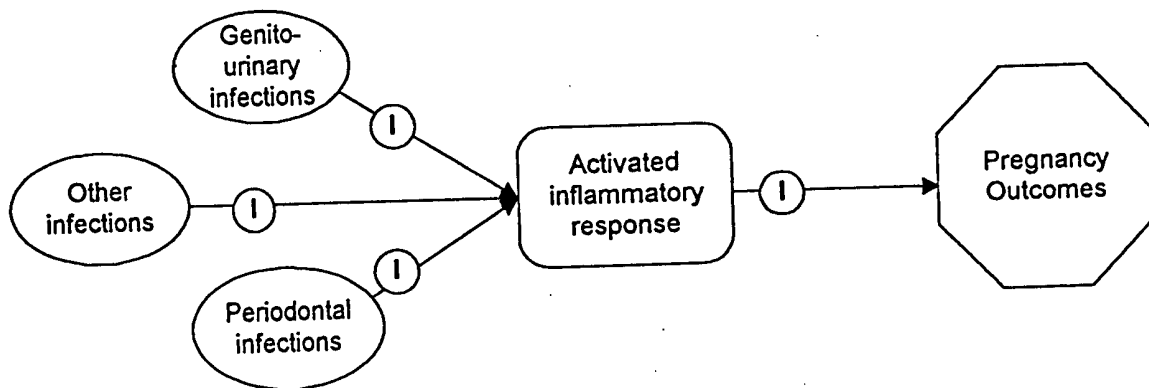 Genito-
urinary
infections
I
Other
infections
I
Periodontal
infections
I
Activated
inflammatory
response
I
Pregnancy
Outcomes